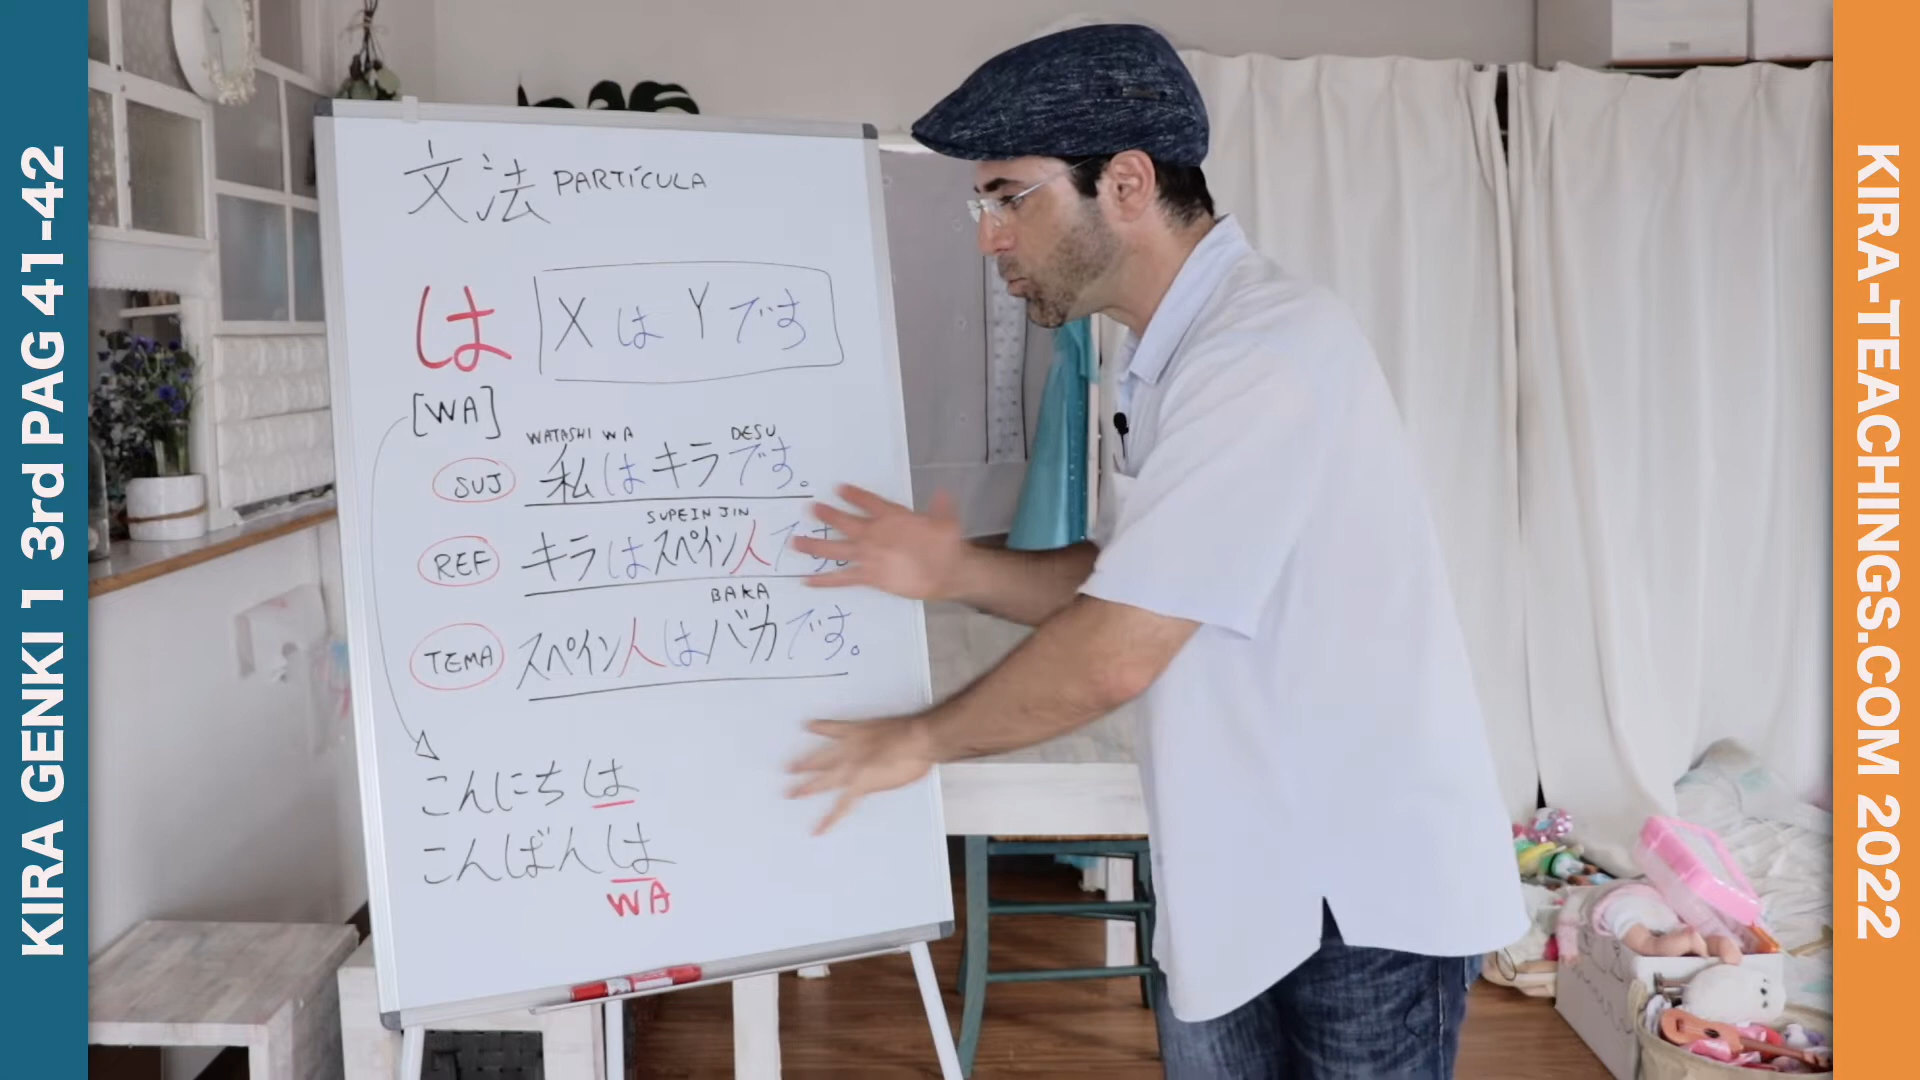 KIRA GENKI 1 3rd PAG 41-42
文法 PARTÍCULA
は XはYです
[WA]
WATASHI WA DESU
SUJ 私はキラです。
SUPEIN JIN
REF キラはスペイン人です。
BAKA
TEMA スペイン人はバカです。
こんにちは
こんばんは
WA
KIRA-TEACHINGS.COM 2022